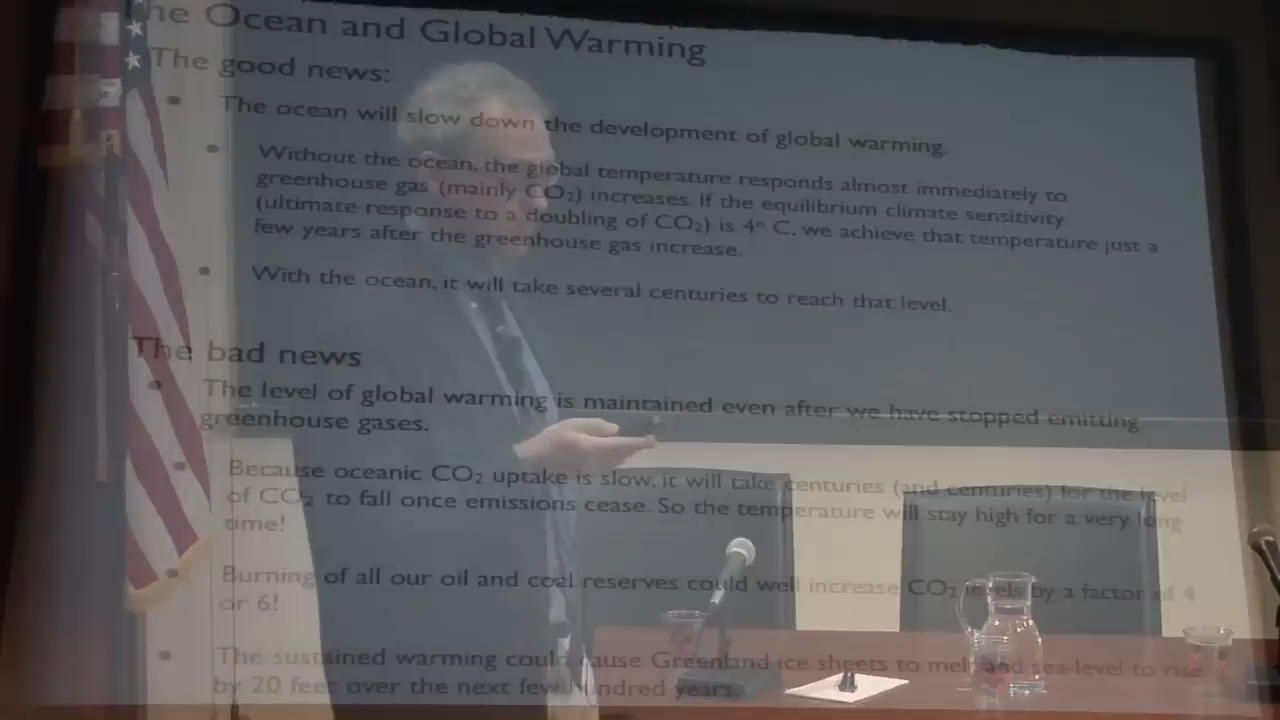 The Ocean and Global Warming
The good news:
• The ocean will slow down the development of global warming.
• Without the ocean, the global temperature responds almost immediately to
greenhouse gas (mainly CO₂) increases. If the equilibrium climate sensitivity
(ultimate response to a doubling of CO₂) is 4° C, we achieve that temperature just a
few years after the greenhouse gas increase.
• With the ocean, it will take several centuries to reach that level.
The bad news
• The level of global warming is maintained even after we have stopped emitting
greenhouse gases.
• Because oceanic CO₂ uptake is slow, it will take centuries (and centuries) for the level
of CO₂ to fall once emissions cease. So the temperature will stay high for a very long
time!
• Burning of all our oil and coal reserves could well increase CO₂ levels by a factor of 4
or 6!
• The sustained warming could cause Greenland ice sheets to melt and sea-level to rise
by 20 feet over the next few hundred years.